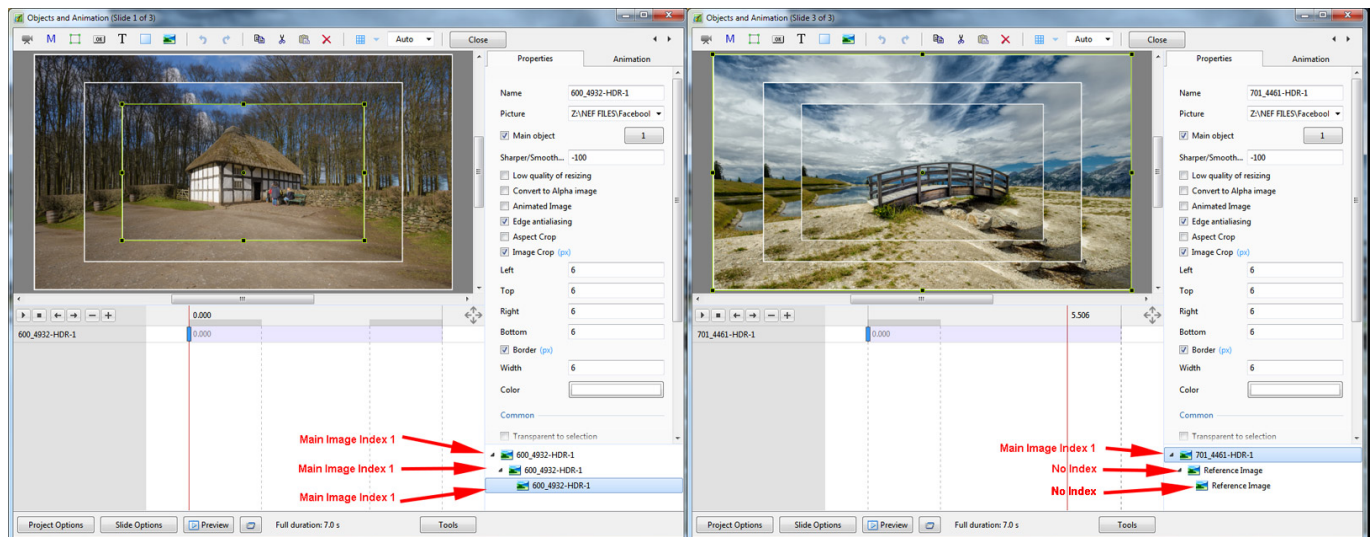 Objects and Animation (Slide 1 of 3)
M OK T Auto Close
Properties Animation
Name 600_4932-HDR-1
Picture Z:\NEF FILES\Facebool
Main object 1
Sharper/Smooth... -100
Low quality of resizing
Convert to Alpha image
Animated Image
Edge antialiasing
Aspect Crop
Image Crop (px)
Left 6
Top 6
Right 6
Bottom 6
Border (px)
Width 6
Color
Common
Transparent to selection
0.000
600_4932-HDR-1 0.000
Main Image Index 1 600_4932-HDR-1
Main Image Index 1 600_4932-HDR-1
Main Image Index 1 600_4932-HDR-1
Project Options Slide Options Preview Full duration: 7.0 s Tools
Objects and Animation (Slide 3 of 3)
M OK T Auto Close
Properties Animation
Name 701_4461-HDR-1
Picture Z:\NEF FILES\Facebool
Main object 1
Sharper/Smooth... -100
Low quality of resizing
Convert to Alpha image
Animated Image
Edge antialiasing
Aspect Crop
Image Crop (px)
Left 6
Top 6
Right 6
Bottom 6
Border (px)
Width 6
Color
Common
Transparent to selection
5.506
701_4461-HDR-1 0.000
Main Image Index 1 701_4461-HDR-1
No Index Reference Image
No Index Reference Image
Project Options Slide Options Preview Full duration: 7.0 s Tools